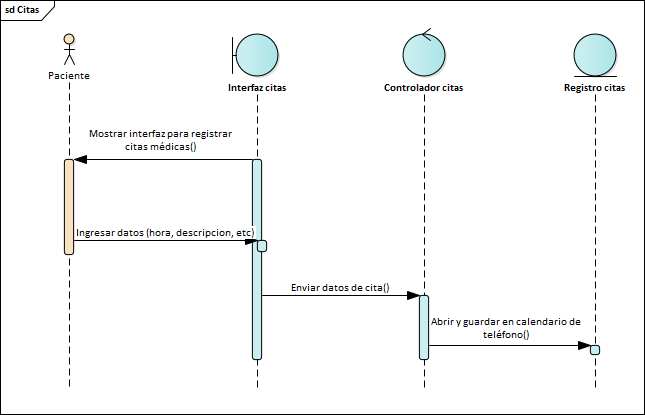 sd Citas
Paciente
Interfaz citas
Controlador citas
Registro citas
Mostrar interfaz para registrar
citas médicas()
Ingresar datos (hora, descripcion, etc)
Enviar datos de cita()
Abrir y guardar en calendario de
teléfono()